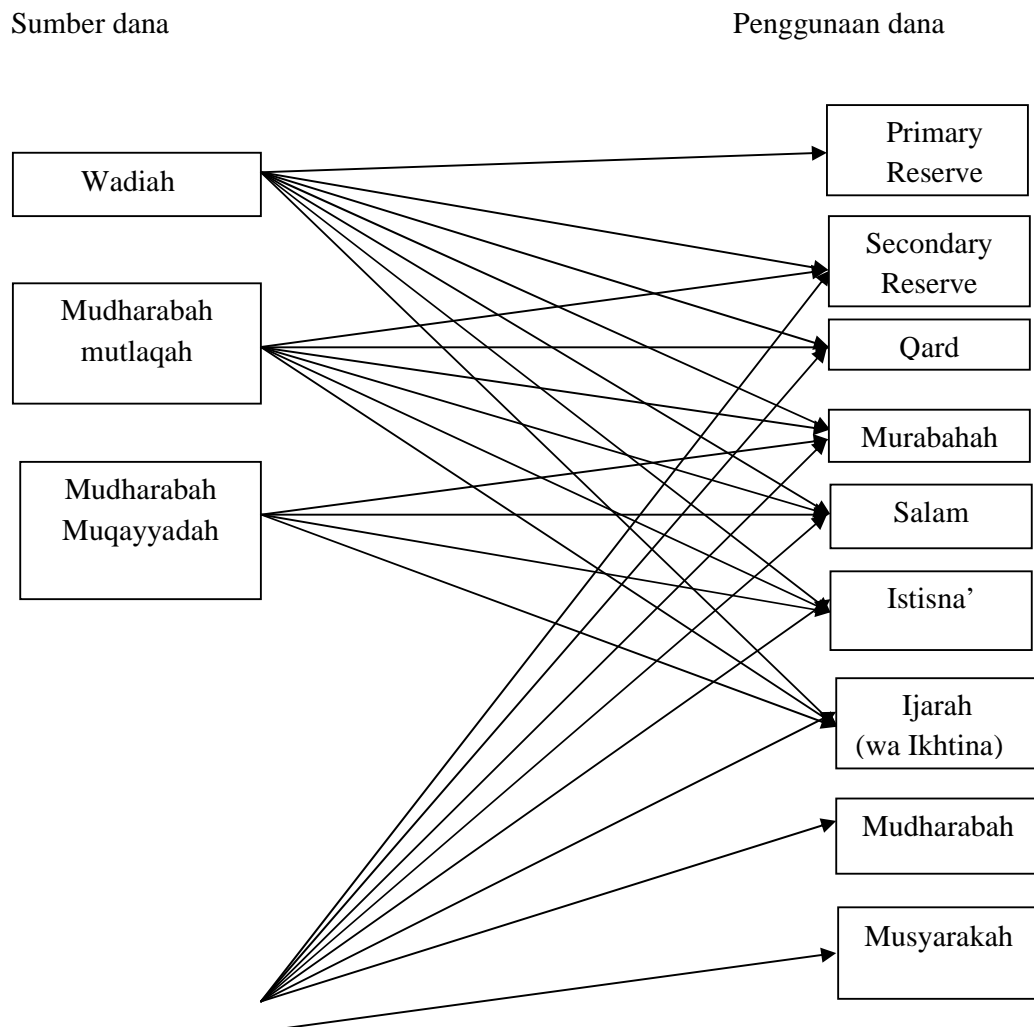 Sumber dana
Penggunaan dana
Wadiah
Mudharabah
mutlaqah
Mudharabah
Muqayyadah
Primary
Reserve
Secondary
Reserve
Qard
Murabahah
Salam
Istisna’
Ijarah
(wa Ikhtina)
Mudharabah
Musyarakah